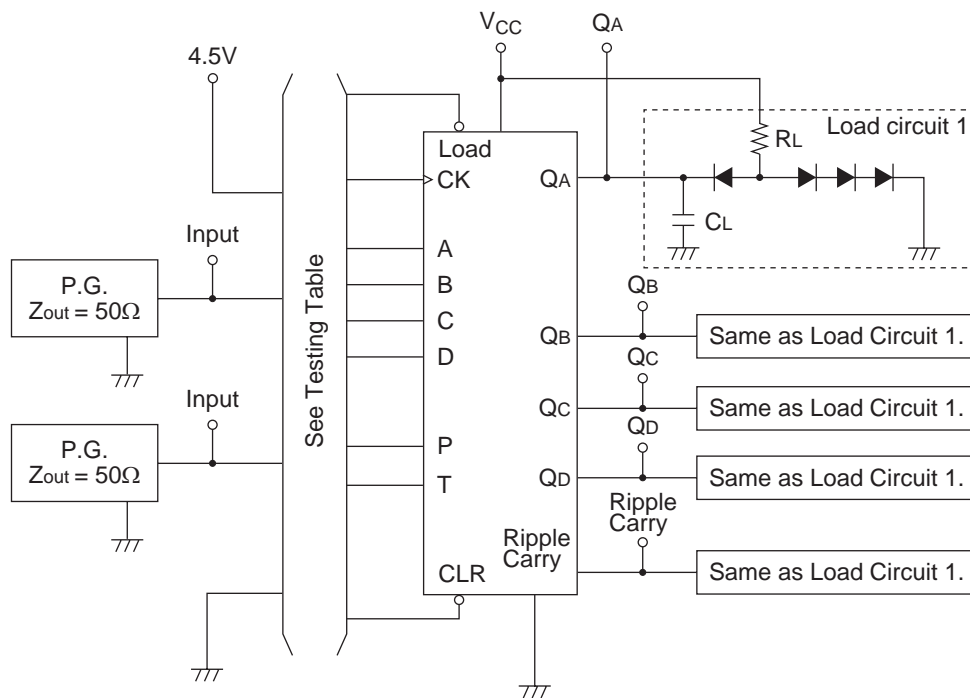 VCC
QA
4.5V
Load circuit 1
RL
Load
CK
QA
CL
Input
A
P.G.
Zout = 50Ω
B
QB
C
QB
Same as Load Circuit 1.
D
QC
See Testing Table
Input
QC
Same as Load Circuit 1.
QD
P.G.
Zout = 50Ω
P
T
QD
Same as Load Circuit 1.
Ripple
Carry
Ripple
Carry
Same as Load Circuit 1.
CLR